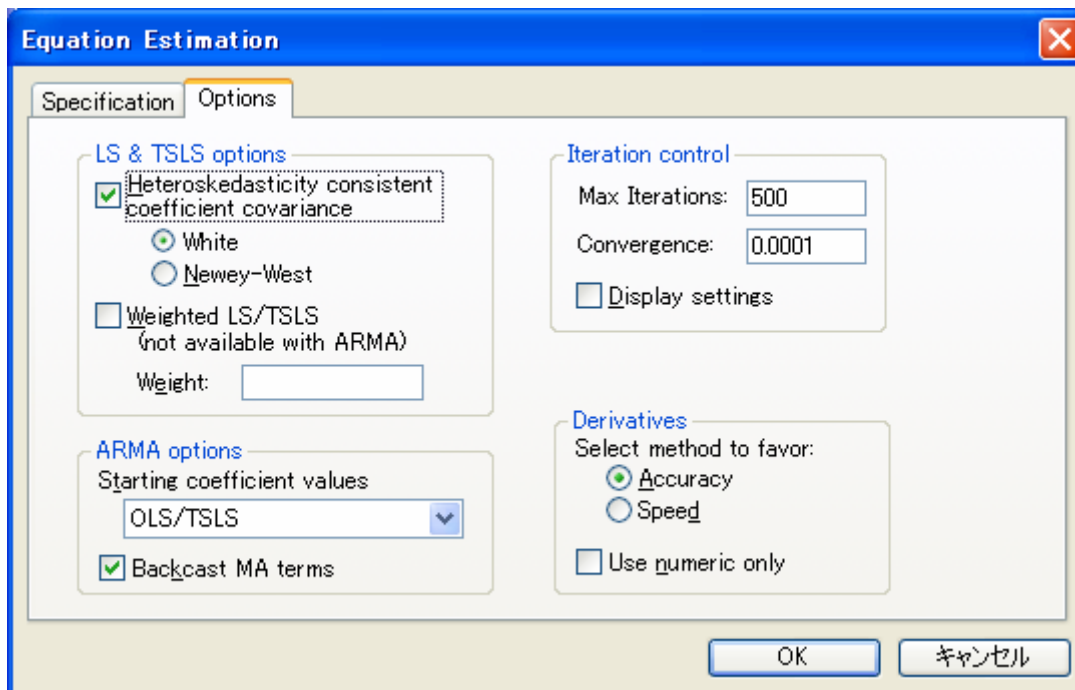 Equation Estimation
Specification
Options
LS & TSLS options
Heteroskedasticity consistent
coefficient covariance
White
Newey-West
Weighted LS/TSLS
(not available with ARMA)
Weight:
ARMA options
Starting coefficient values
OLS/TSLS
Backcast MA terms
Iteration control
Max Iterations: 500
Convergence: 0.0001
Display settings
Derivatives
Select method to favor:
Accuracy
Speed
Use numeric only
OK
キャンセル